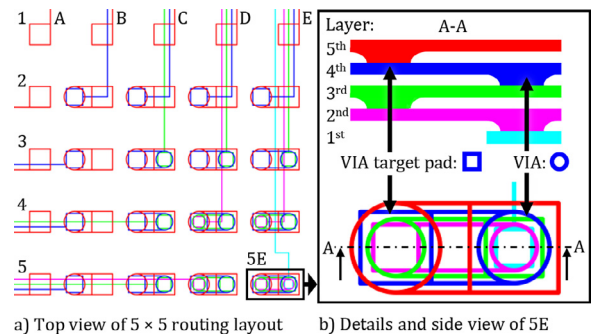 1 A B C D E
2
3
4
5
5E
a) Top view of 5 × 5 routing layout
Layer: A-A
5th
4th
3rd
2nd
1st
VIA target pad: VIA:
A A
b) Details and side view of 5E